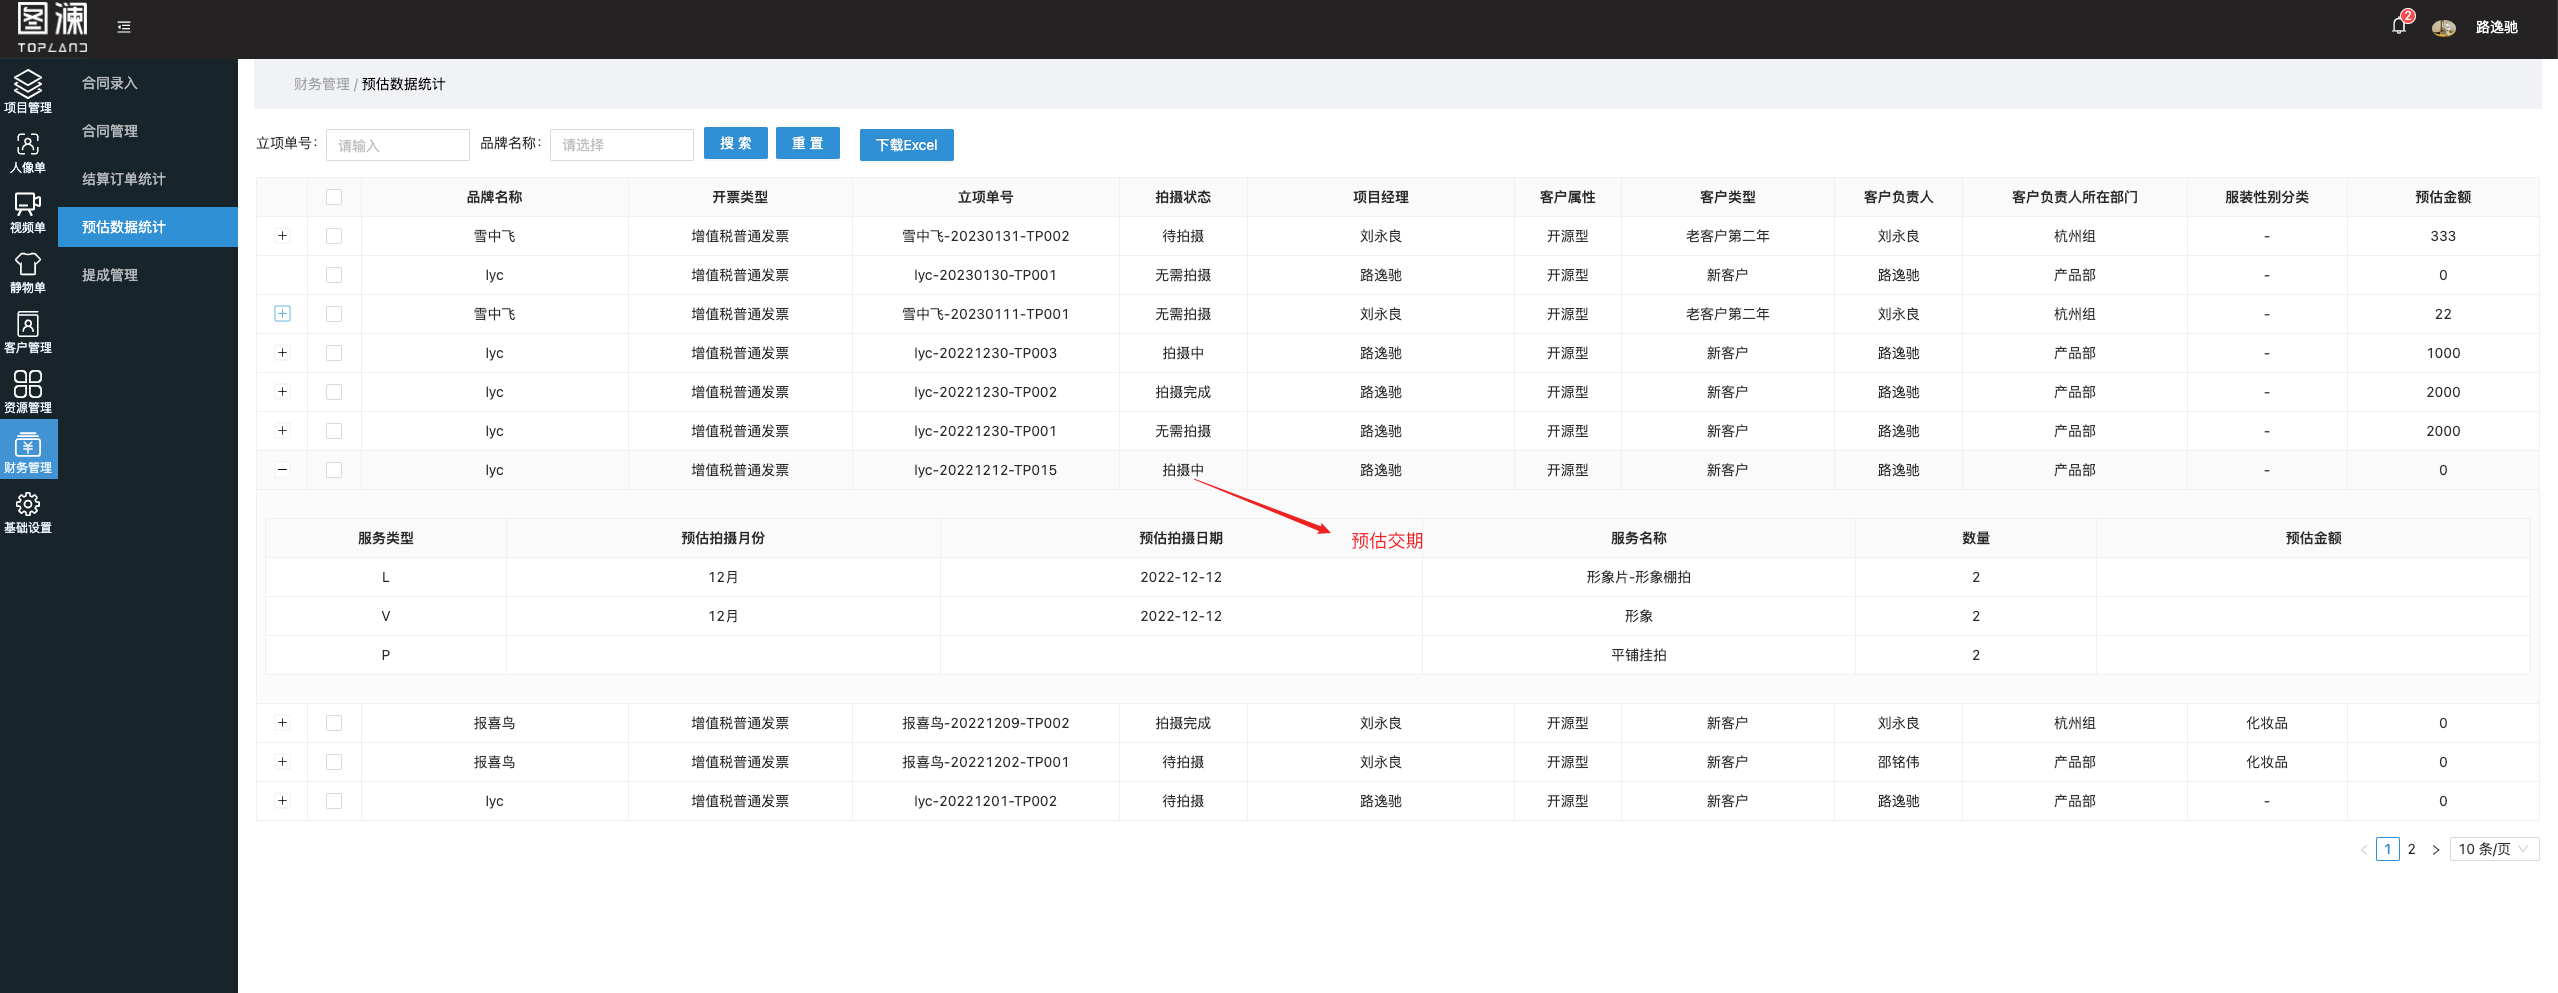 图澜
TOPLAND
2
路逸驰
项目管理
人像单
视频单
静物单
客户管理
资源管理
财务管理
基础设置
合同录入
合同管理
结算订单统计
预估数据统计
提成管理
财务管理 / 预估数据统计
立项单号： 请输入 品牌名称： 请选择 搜 索 重 置 下载Excel
品牌名称 开票类型 立项单号 拍摄状态 项目经理 客户属性 客户类型 客户负责人 客户负责人所在部门 服装性别分类 预估金额
+ 雪中飞 增值税普通发票 雪中飞-20230131-TP002 待拍摄 刘永良 开源型 老客户第二年 刘永良 杭州组 - 333
lyc 增值税普通发票 lyc-20230130-TP001 无需拍摄 路逸驰 开源型 新客户 路逸驰 产品部 - 0
+ 雪中飞 增值税普通发票 雪中飞-20230111-TP001 无需拍摄 刘永良 开源型 老客户第二年 刘永良 杭州组 - 22
+ lyc 增值税普通发票 lyc-20221230-TP003 拍摄中 路逸驰 开源型 新客户 路逸驰 产品部 - 1000
+ lyc 增值税普通发票 lyc-20221230-TP002 拍摄完成 路逸驰 开源型 新客户 路逸驰 产品部 - 2000
+ lyc 增值税普通发票 lyc-20221230-TP001 无需拍摄 路逸驰 开源型 新客户 路逸驰 产品部 - 2000
− lyc 增值税普通发票 lyc-20221212-TP015 拍摄中 路逸驰 开源型 新客户 路逸驰 产品部 - 0
服务类型 预估拍摄月份 预估拍摄日期 预估交期 服务名称 数量 预估金额
L 12月 2022-12-12 形象片-形象棚拍 2
V 12月 2022-12-12 形象 2
P 平铺挂拍 2
+ 报喜鸟 增值税普通发票 报喜鸟-20221209-TP002 拍摄完成 刘永良 开源型 新客户 刘永良 杭州组 化妆品 0
+ 报喜鸟 增值税普通发票 报喜鸟-20221202-TP001 待拍摄 刘永良 开源型 新客户 邵铭伟 产品部 化妆品 0
+ lyc 增值税普通发票 lyc-20221201-TP002 待拍摄 路逸驰 开源型 新客户 路逸驰 产品部 - 0
< 1 2 > 10 条/页